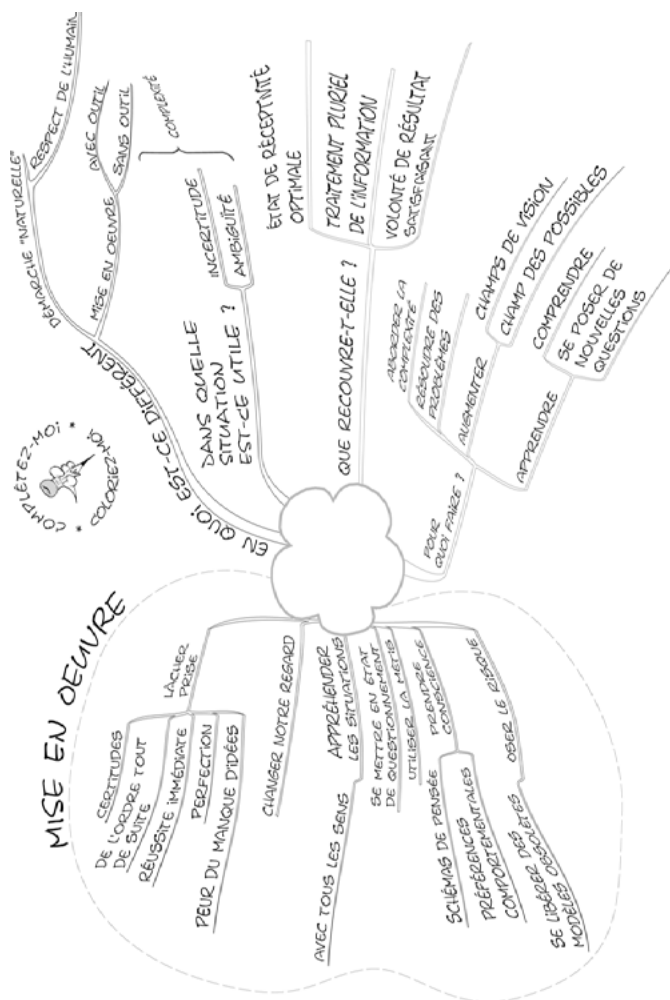 COMPLÉTEZ-MOI *
COLORIEZ-MOI *
EN QUOI EST-CE DIFFÉRENT
DÉMARCHE "NATURELLE"
RESPECT DE L'HUMAIN
MISE EN OEUVRE
AVEC OUTIL
SANS OUTIL
DANS QUELLE
SITUATION
EST-CE UTILE ?
INCERTITUDE
AMBIGUÏTÉ
COMPLEXITÉ
QUE RECOUVRE-T-ELLE ?
ÉTAT DE RÉCEPTIVITÉ
OPTIMALE
TRAITEMENT PLURIEL
DE L'INFORMATION
VOLONTÉ DE RÉSULTAT
SATISFAISANT
POUR
QUOI FAIRE ?
ABORDER LA
COMPLEXITÉ
RÉSOUDRE DES
PROBLÈMES
AUGMENTER
CHAMPS DE VISION
CHAMP DES POSSIBLES
APPRENDRE
COMPRENDRE
SE POSER DE
NOUVELLES
QUESTIONS
MISE EN OEUVRE
LÂCHER
PRISE
CERTITUDES
DE L'ORDRE TOUT
DE SUITE
RÉUSSITE IMMÉDIATE
PERFECTION
PEUR DU MANQUE D'IDÉES
CHANGER NOTRE REGARD
APPRÉHENDER
LES SITUATIONS
AVEC TOUS LES SENS
SE METTRE EN ÉTAT
DE QUESTIONNEMENT
UTILISER LA MÉTIS
PRENDRE
CONSCIENCE
SCHÉMAS DE PENSÉE
PRÉFÉRENCES
COMPORTEMENTALES
OSER LE RISQUE
SE LIBÉRER DES
MODÈLES OBSOLÈTES